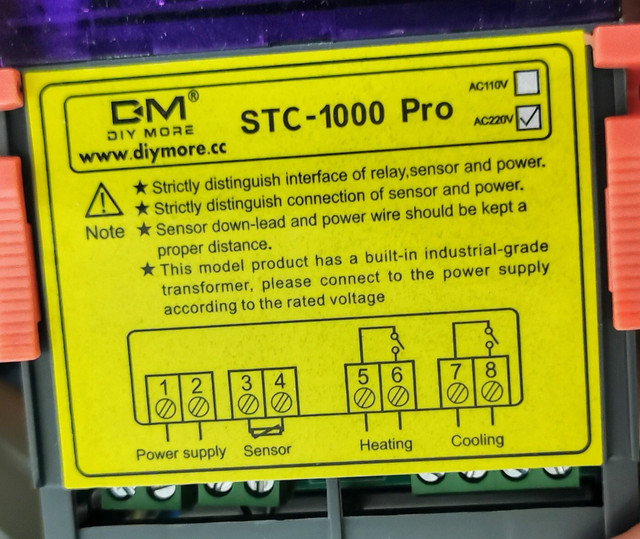 DM®
DIY MORE
www.diymore.cc
STC-1000 Pro
AC110V
AC220V
Note
★ Strictly distinguish interface of relay,sensor and power.
★ Strictly distinguish connection of sensor and power.
★ Sensor down-lead and power wire should be kept a
proper distance.
★ This model product has a built-in industrial-grade
transformer, please connect to the power supply
according to the rated voltage
1 2 3 4 5 6 7 8
Power supply Sensor Heating Cooling